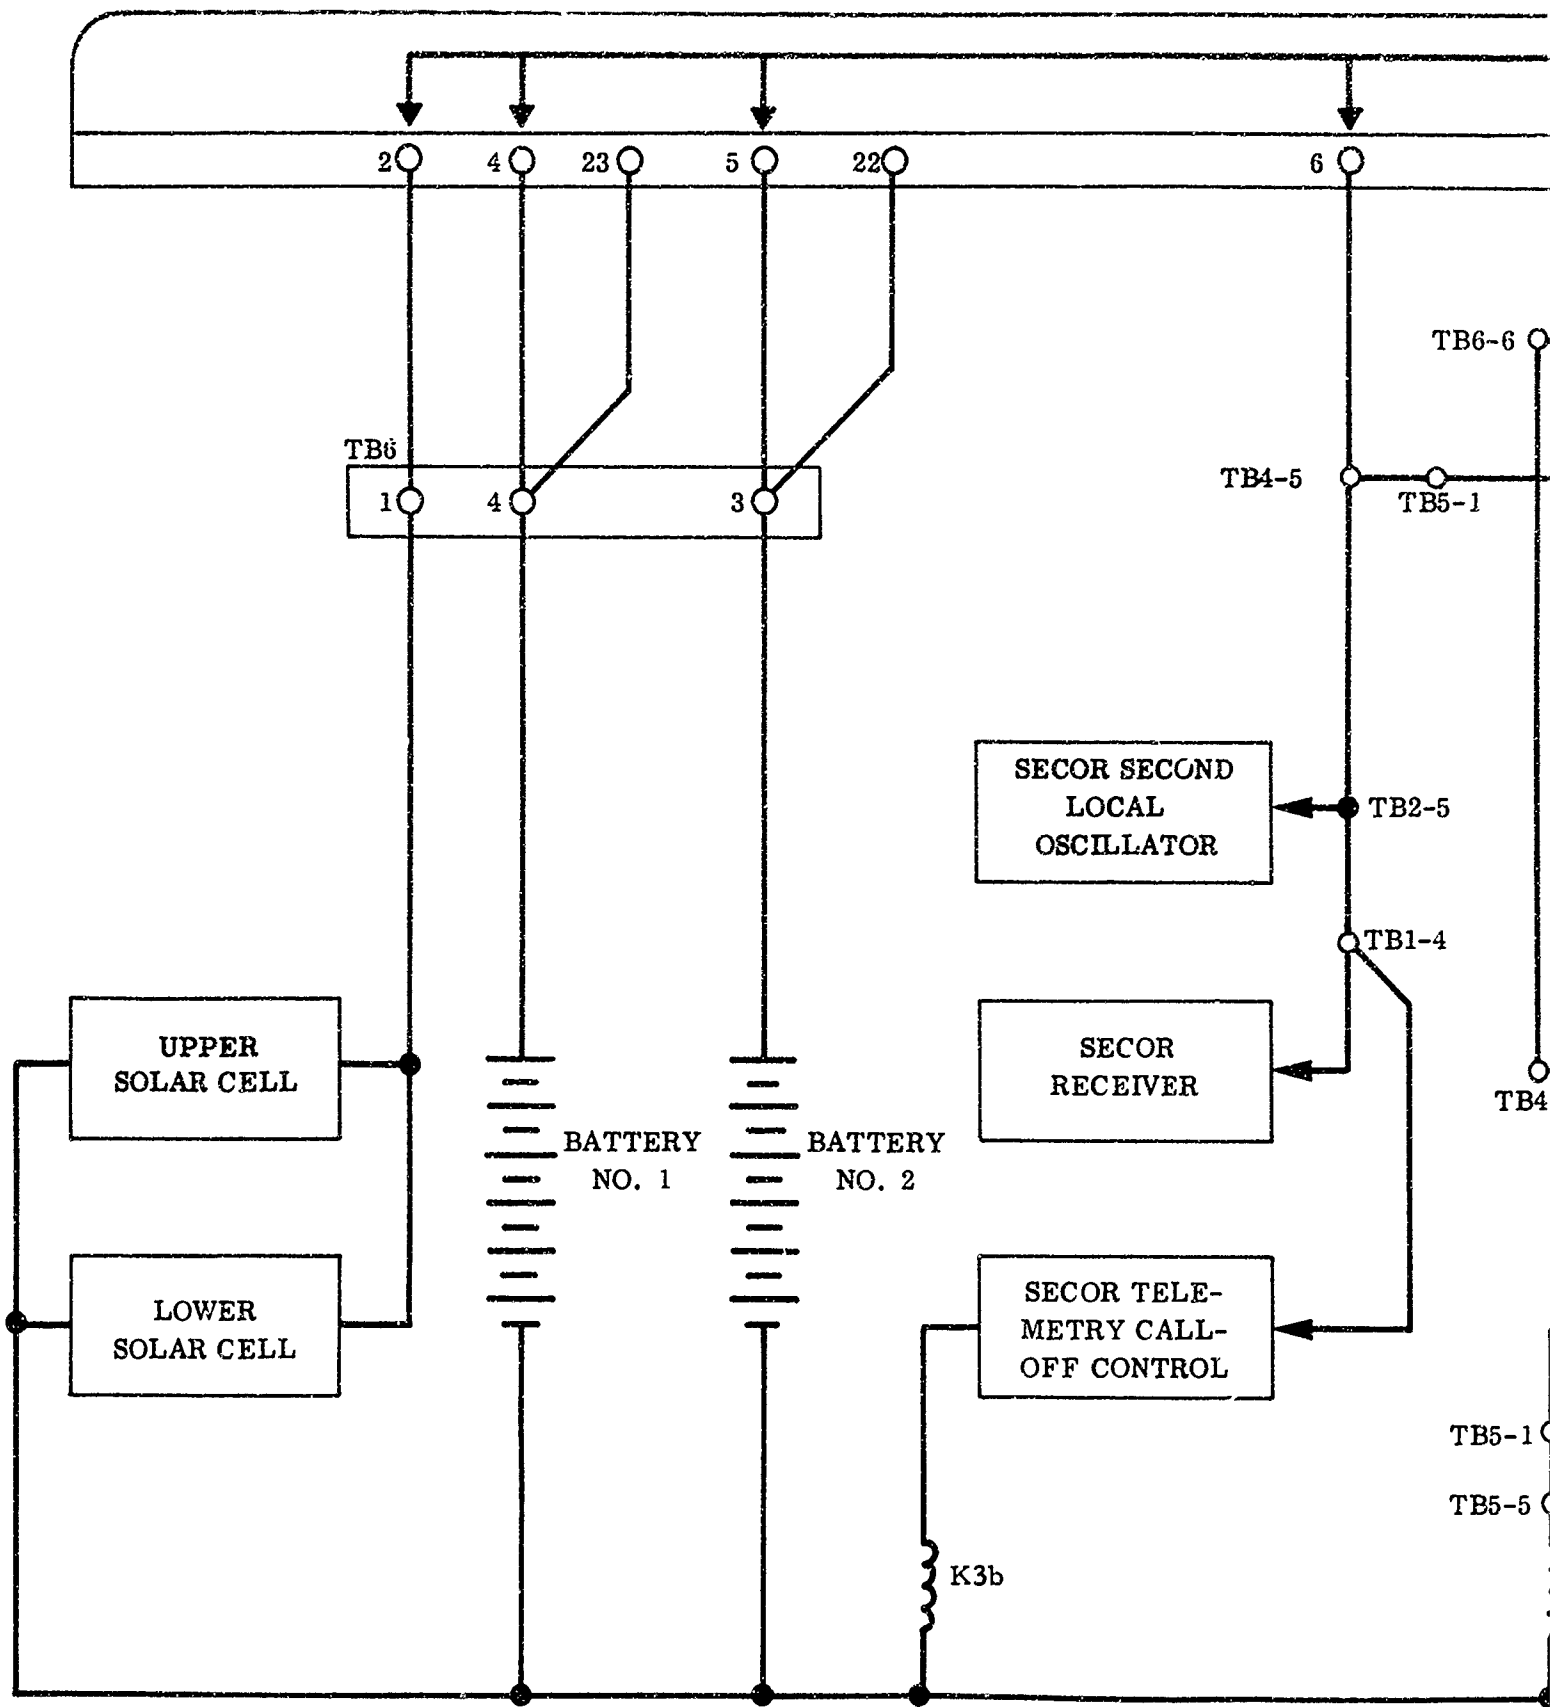 2 4 23 5 22 6
TB6-6
TB6
TB4-5
TB5-1
1 4 3
SECOR SECOND
LOCAL
OSCILLATOR
TB2-5
TB1-4
UPPER
SOLAR CELL
SECOR
RECEIVER
TB4
BATTERY
NO. 1
BATTERY
NO. 2
LOWER
SOLAR CELL
SECOR TELE-
METRY CALL-
OFF CONTROL
TB5-1
TB5-5
K3b